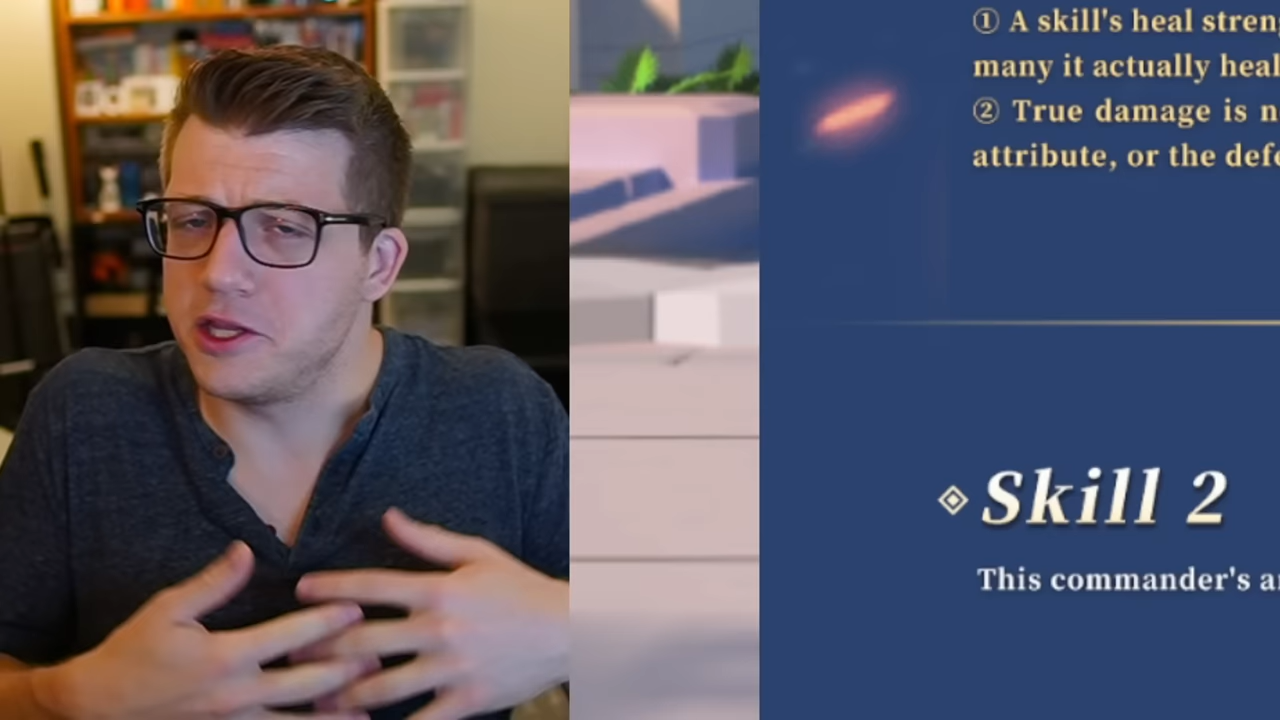 ① A skill's heal
many it actually
② True damage is
attribute, or the
Skill 2
This commander's